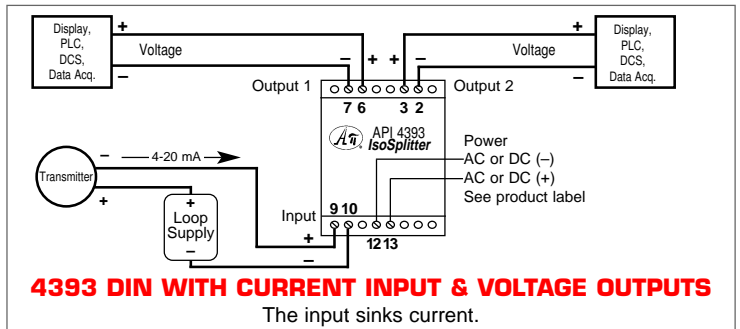 Display,
PLC,
DCS,
Data Acq.
+
–
Voltage
– + + –
Voltage
+
–
Display,
PLC,
DCS,
Data Acq.
Output 1
Output 2
7 6 3 2
Aπ API 4393
IsoSplitter
Power
AC or DC (–)
AC or DC (+)
See product label
Transmitter
–
4-20 mA
+
+
Loop
Supply
–
Input
9 10
+
–
12 13
4393 DIN WITH CURRENT INPUT & VOLTAGE OUTPUTS
The input sinks current.